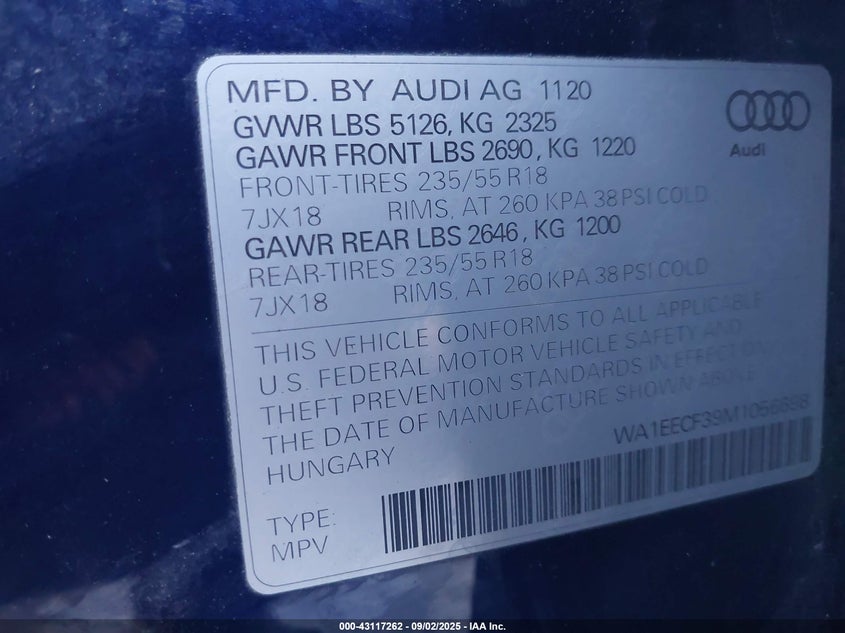 MFD. BY AUDI AG 1120
GVWR LBS 5126, KG 2325
GAWR FRONT LBS 2690, KG 1220
Audi
FRONT-TIRES 235/55 R18
7JX18 RIMS, AT 260 KPA 38 PSI COLD
GAWR REAR LBS 2646, KG 1200
REAR-TIRES 235/55 R18
7JX18 RIMS, AT 260 KPA 38 PSI COLD
THIS VEHICLE CONFORMS TO ALL APPLICABLE
U.S. FEDERAL MOTOR VEHICLE SAFETY AND
THEFT PREVENTION STANDARDS IN EFFECT ON
THE DATE OF MANUFACTURE SHOWN ABOVE
WA1EECF39M1056698
HUNGARY
TYPE:
MPV
000-43117262 - 09/02/2025 - IAA Inc.